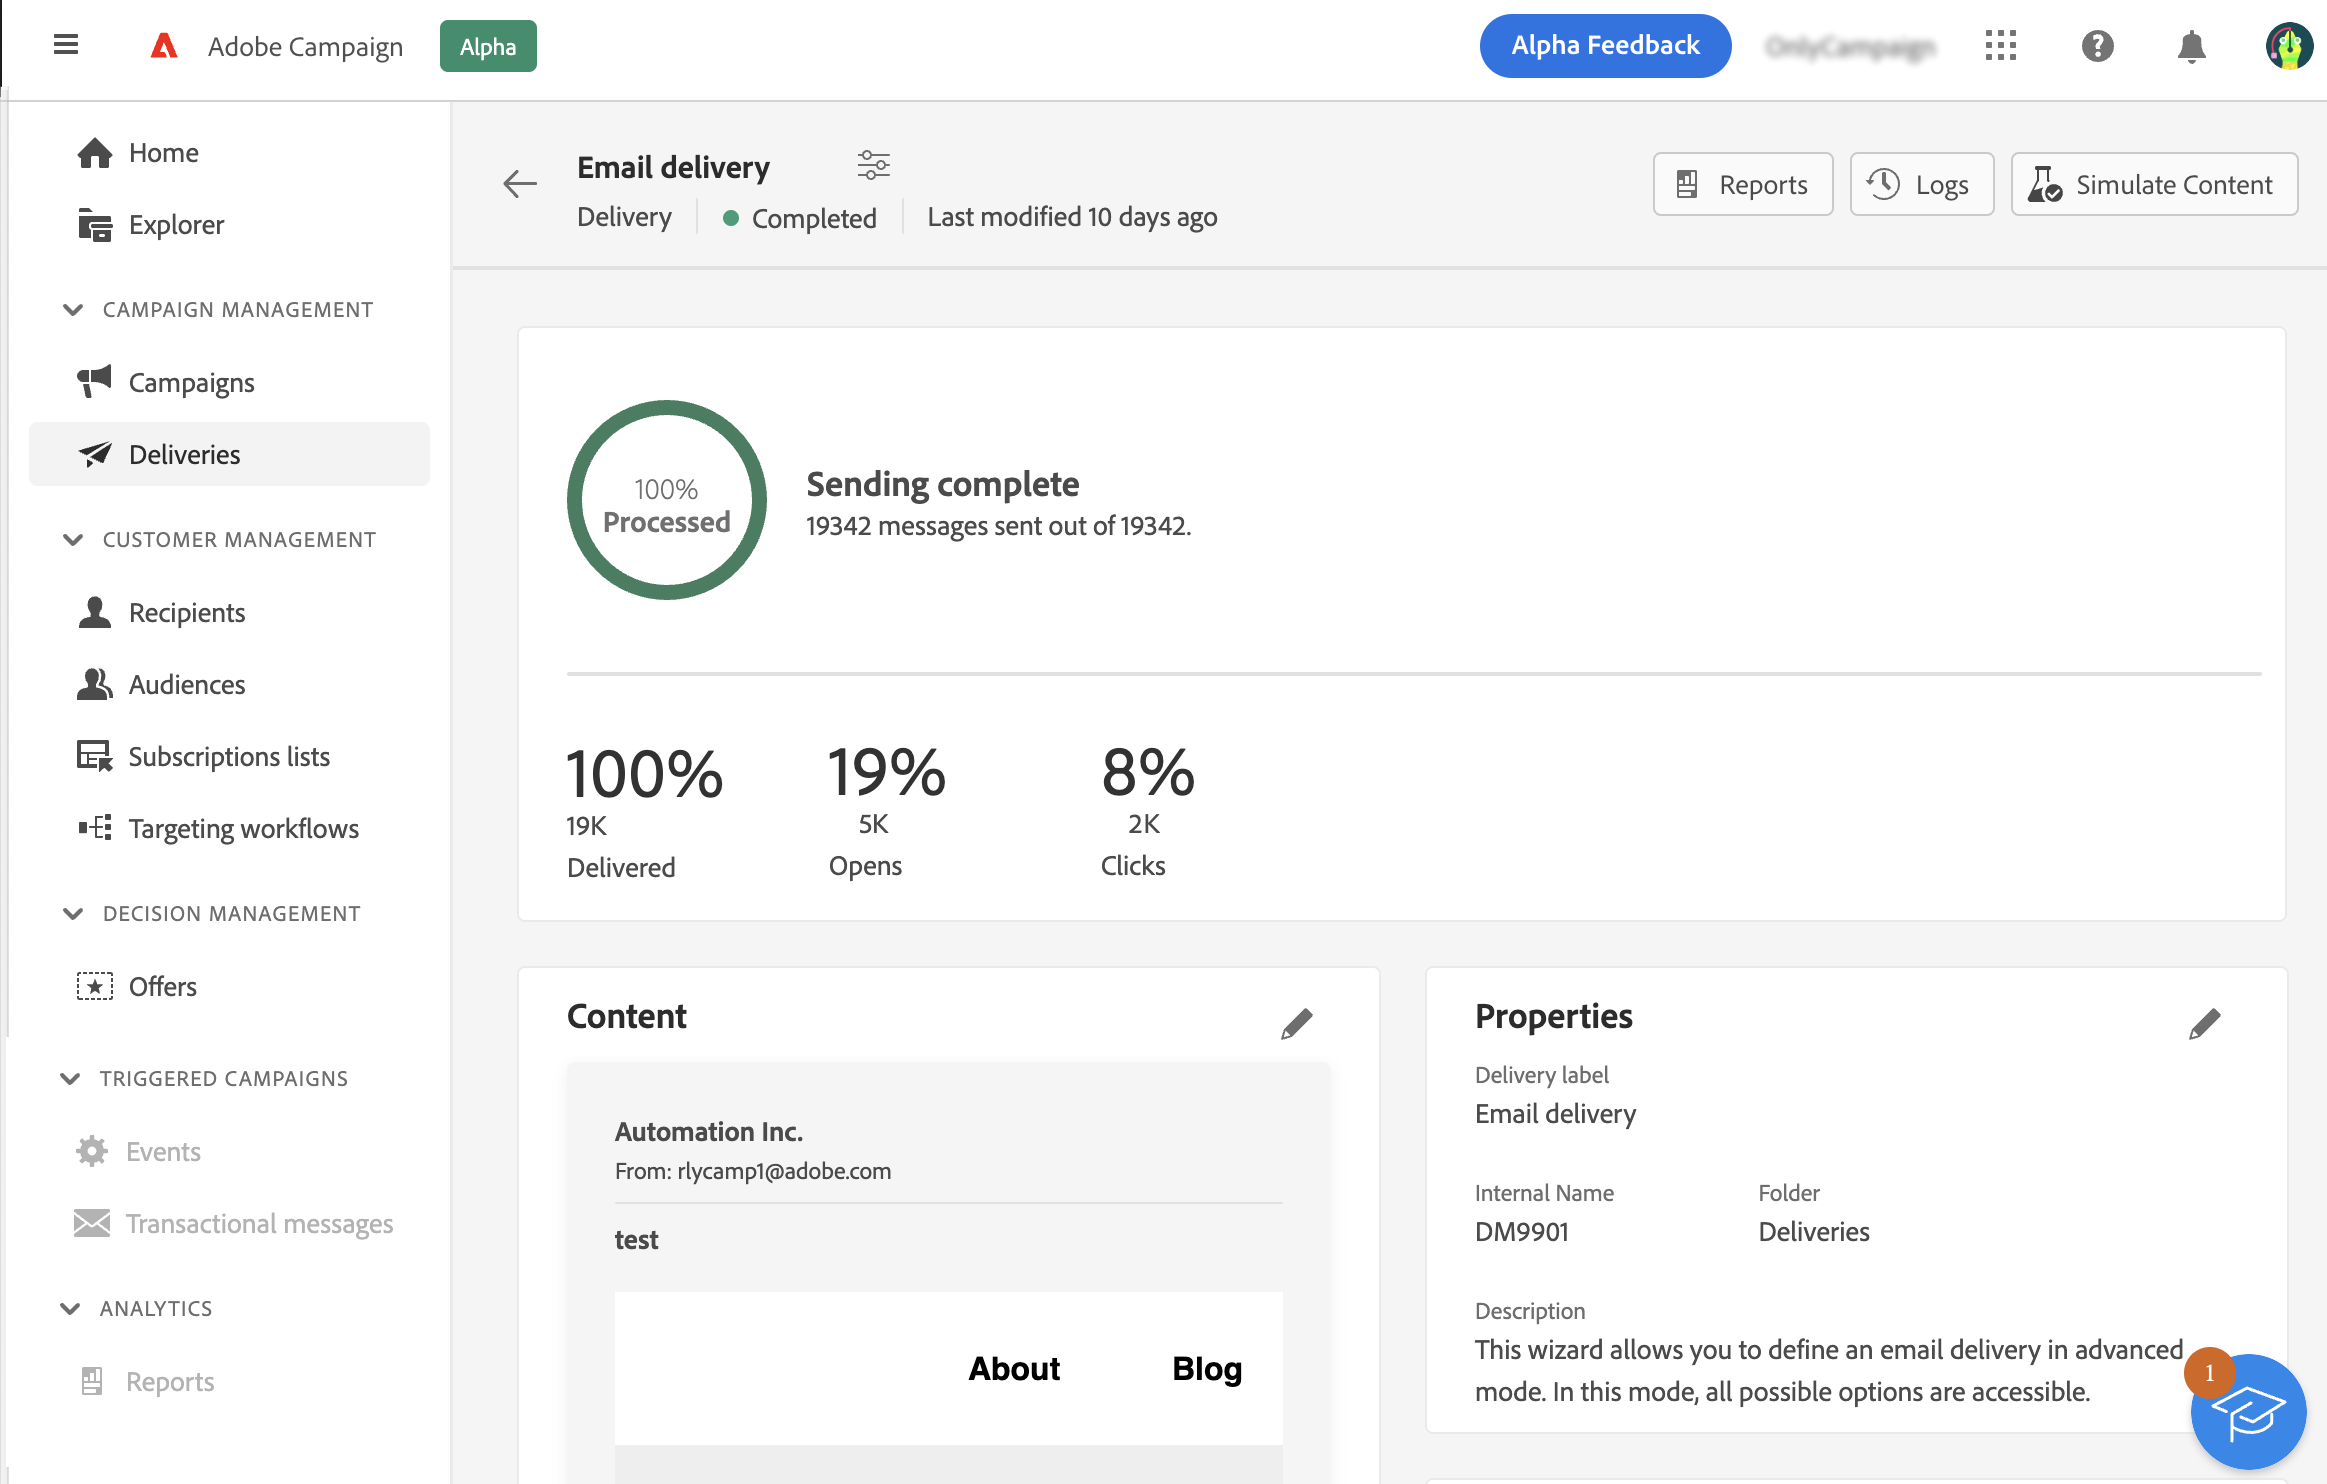 Adobe Campaign
Alpha
Alpha Feedback
Home
Explorer
CAMPAIGN MANAGEMENT
Campaigns
Deliveries
CUSTOMER MANAGEMENT
Recipients
Audiences
Subscriptions lists
Targeting workflows
DECISION MANAGEMENT
Offers
TRIGGERED CAMPAIGNS
Events
Transactional messages
ANALYTICS
Reports
Email delivery
Delivery
Completed
Last modified 10 days ago
Reports
Logs
Simulate Content
100%
Processed
Sending complete
19342 messages sent out of 19342.
100%
19K
Delivered
19%
5K
Opens
8%
2K
Clicks
Content
Automation Inc.
From: rlycamp1@adobe.com
test
About
Blog
Properties
Delivery label
Email delivery
Internal Name
DM9901
Folder
Deliveries
Description
This wizard allows you to define an email delivery in advanced
mode. In this mode, all possible options are accessible.
1